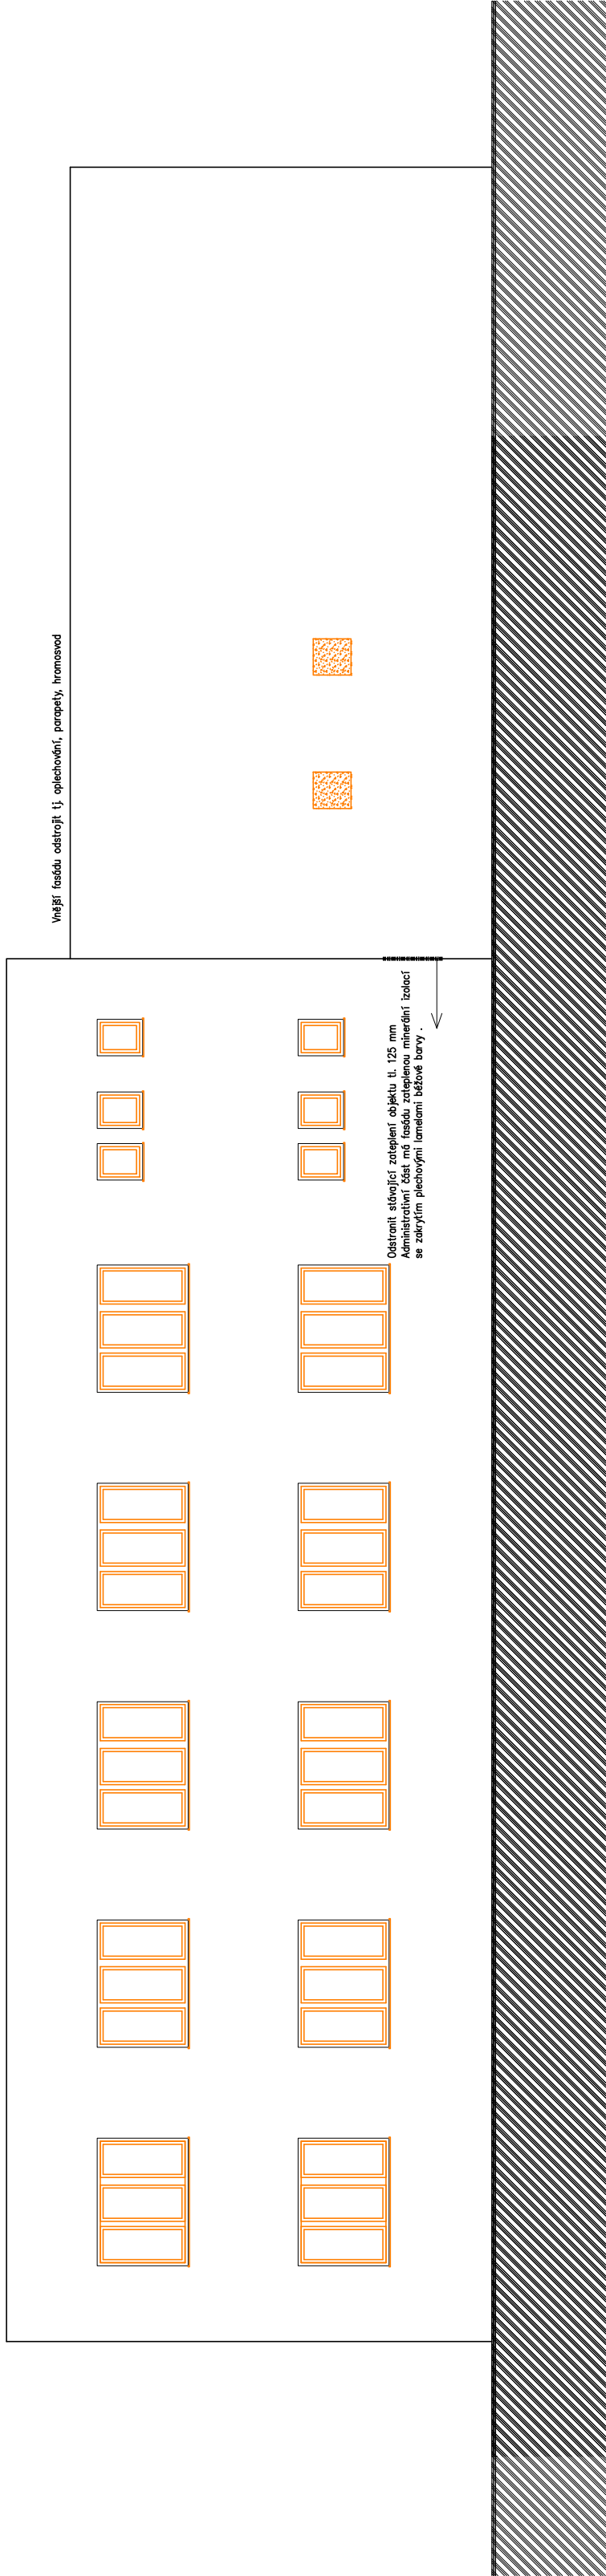 Vnější fasádu odstrojit tj. oplechování, parapety, hromosvod
Odstranit stávající zateplení objektu tl. 125 mm
Administrativní část má fasádu zateplenou minerální izolací
se zakrytím plechovými lamelami béžové barvy .